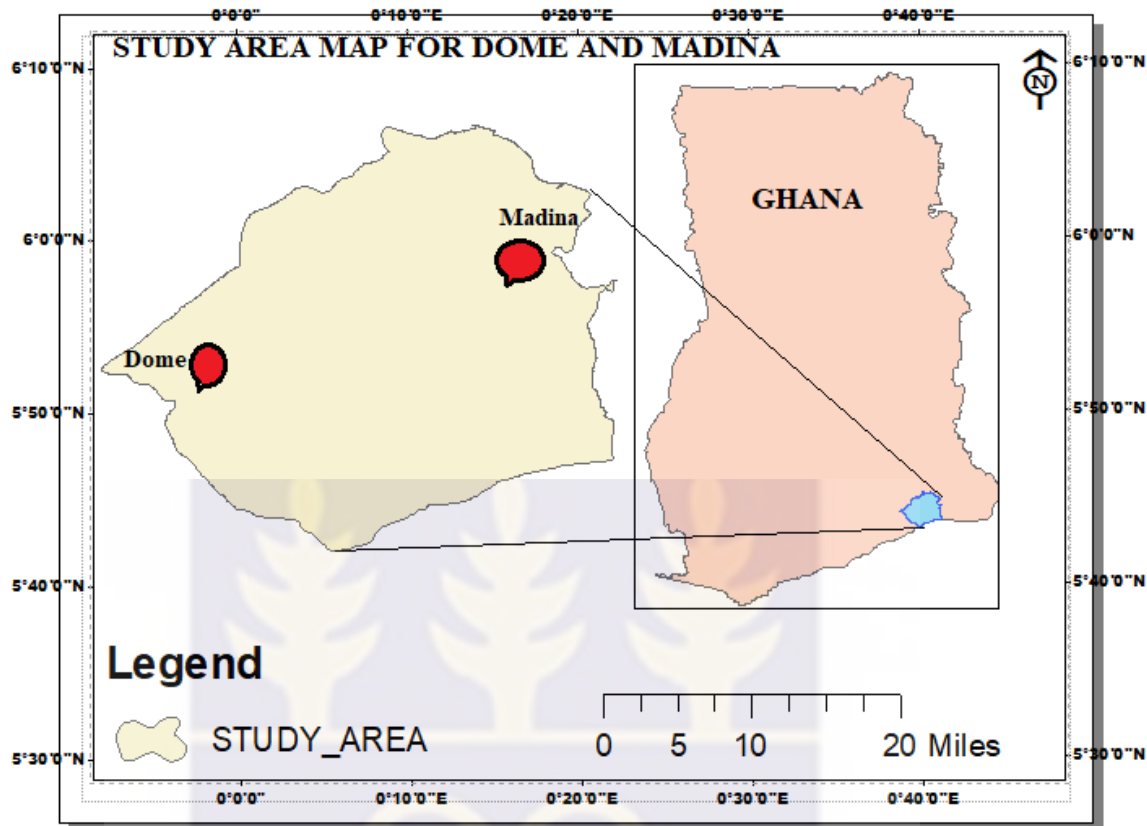 0°0'0" 0°10'0"E 0°20'0"E 0°30'0"E 0°40'0"E
STUDY AREA MAP FOR DOME AND MADINA
6°10'0"N 6°10'0"N
N
GHANA
Madina
6°0'0"N 6°0'0"N
Dome
5°50'0"N 5°50'0"N
5°40'0"N 5°40'0"N
Legend
STUDY_AREA
0 5 10 20 Miles
5°30'0"N 5°30'0"N
0°0'0" 0°10'0"E 0°20'0"E 0°30'0"E 0°40'0"E